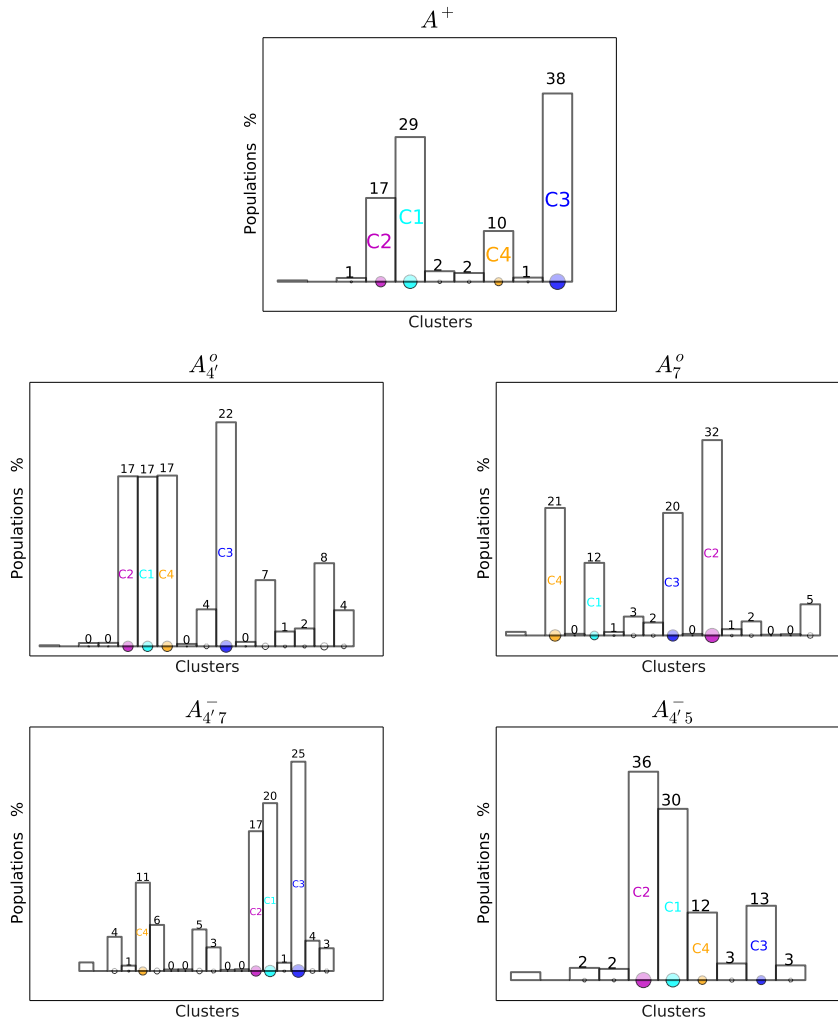 A⁺
Populations %
1 17 29 2 2 10 1 38
C2 C1 C4 C3
Clusters
A₄′ᵒ
Populations %
0 0 17 17 17 0 4 22 0 7 1 2 8 4
C2 C1 C4 C3
Clusters
A₇ᵒ
Populations %
21 0 12 1 3 2 20 0 32 1 2 0 0 5
C4 C1 C3 C2
Clusters
A₄′₇⁻
Populations %
4 1 11 6 0 0 5 3 0 0 17 20 1 25 4 3
C4 C2 C1 C3
Clusters
A₄′₅⁻
Populations %
2 2 36 30 12 3 13 3
C2 C1 C4 C3
Clusters